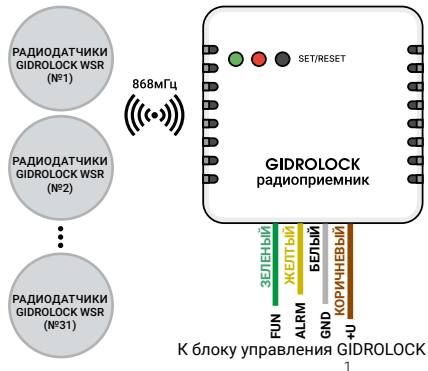 РАДИОДАТЧИКИ
GIDROLOCK WSR
(№1)
868мГц
РАДИОДАТЧИКИ
GIDROLOCK WSR
(№2)
РАДИОДАТЧИКИ
GIDROLOCK WSR
(№31)
SET/RESET
GIDROLOCK
радиоприемник
ЗЕЛЕНЫЙ
ЖЕЛТЫЙ
БЕЛЫЙ
КОРИЧНЕВЫЙ
FUN
ALRM
GND
+U
К блоку управления GIDROLOCK
1